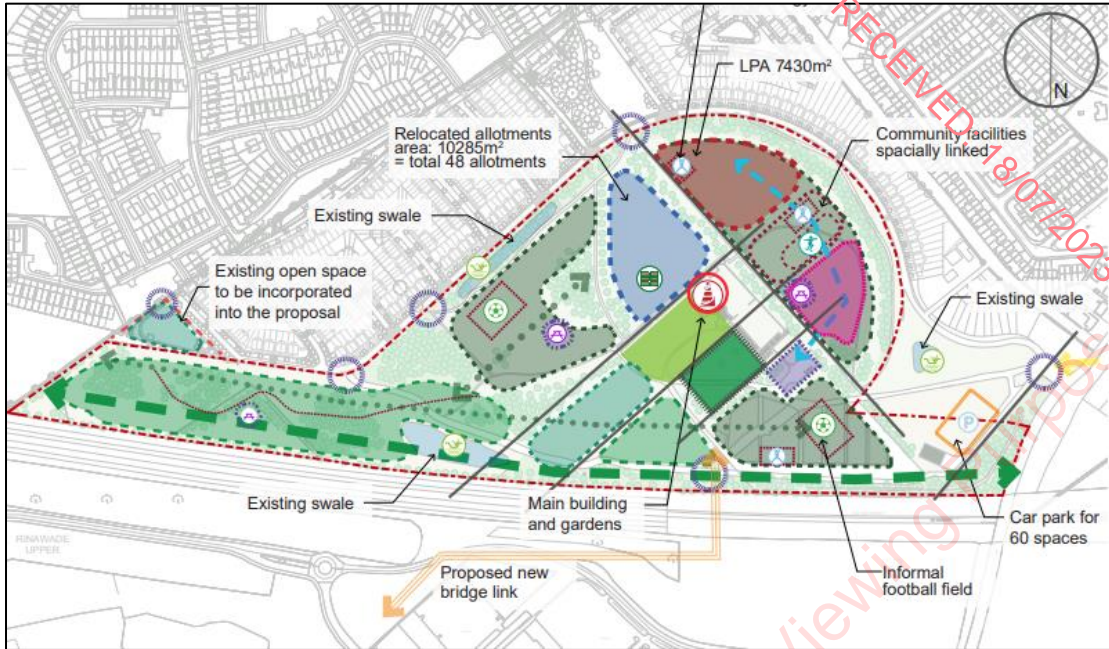 LPA 7430m²
N
Relocated allotments
area: 10285m²
= total 48 allotments
Community facilities
spacially linked
RECEIVED: 18/07/2023
Existing swale
Existing open space
to be incorporated
into the proposal
Existing swale
P
Existing swale
Main building
and gardens
Car park for
60 spaces
RINAWADE
UPPER
Proposed new
bridge link
Informal
football field
Viewing